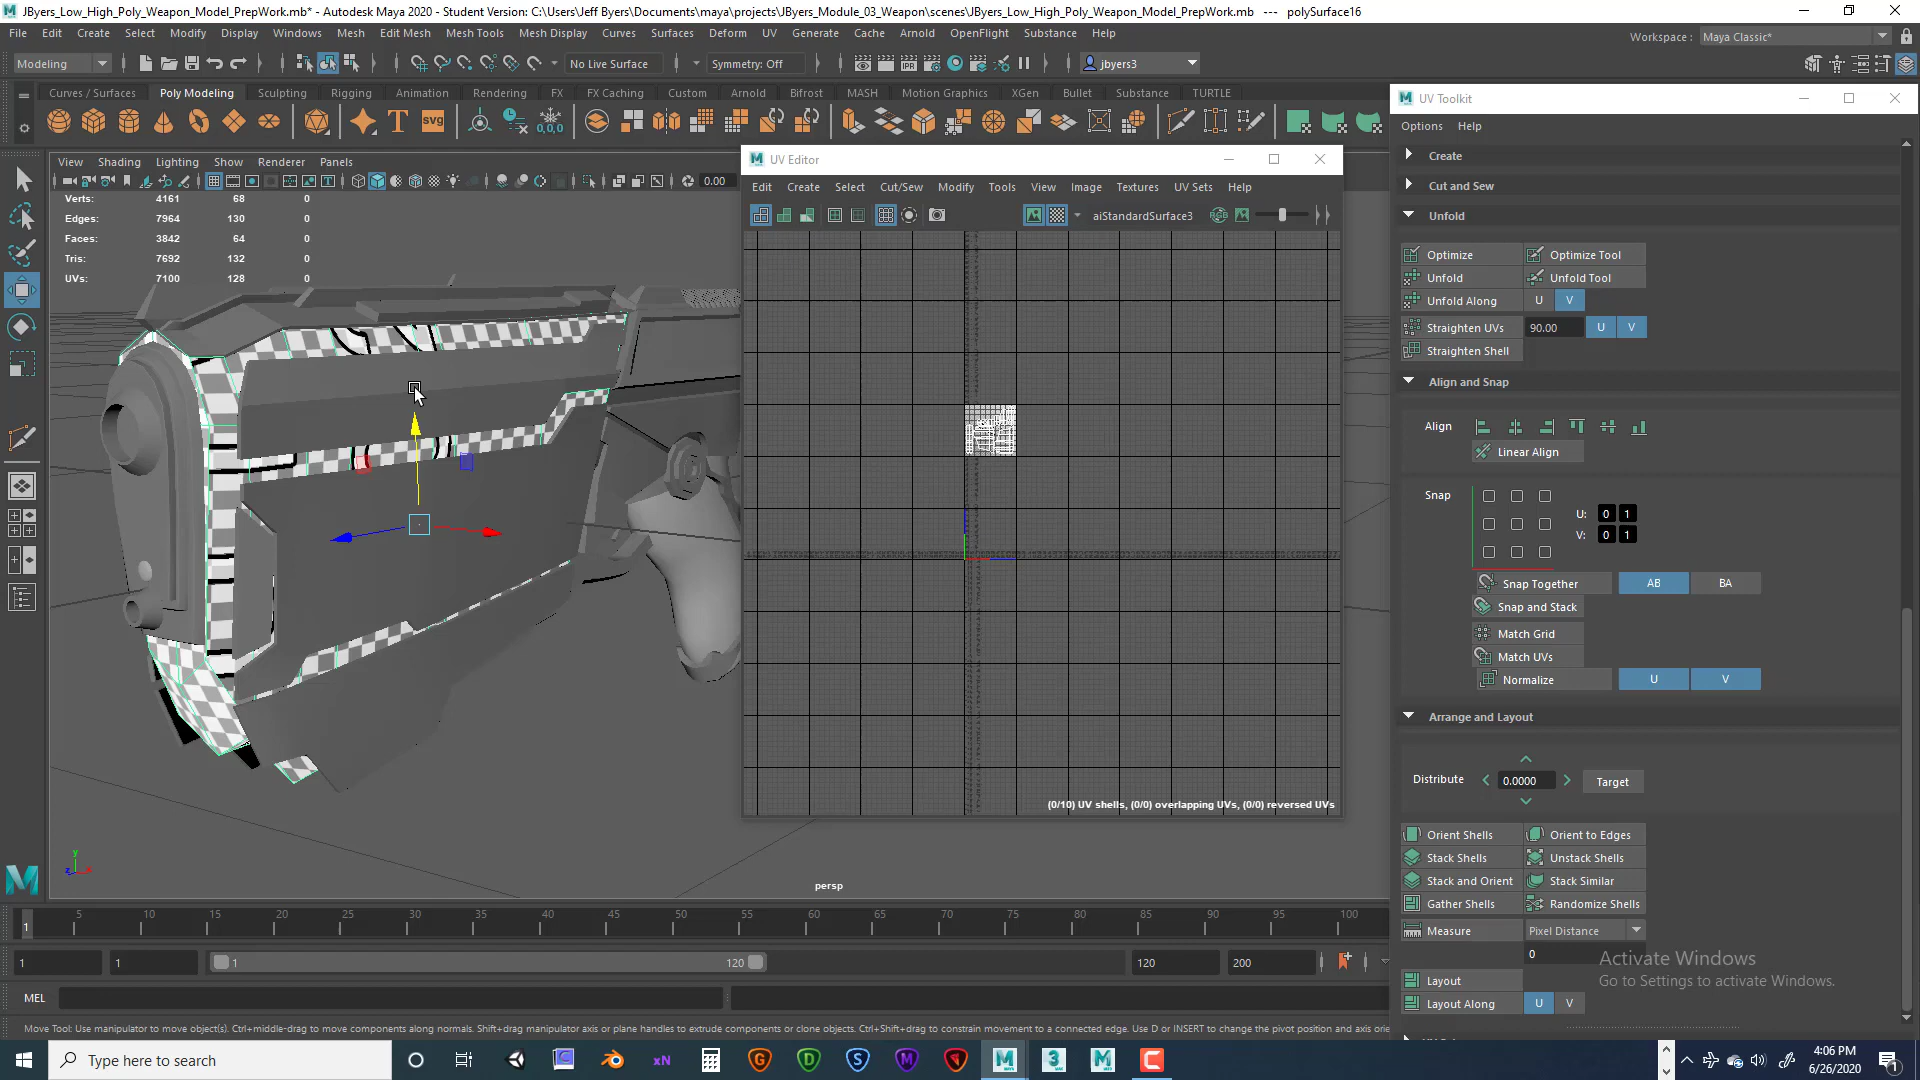 JByers_Low_High_Poly_Weapon_Model_PrepWork.mb* - Autodesk Maya 2020 - Student Version: C:\Users\Jeff Byers\Documents\maya\projects\JByers_Module_03_Weapon\scenes\JByers_Low_High_Poly_Weapon_Model_PrepWork.mb --- polySurface16
File Edit Create Select Modify Display Windows Mesh Edit Mesh Mesh Tools Mesh Display Curves Surfaces Deform UV Generate Cache Arnold OpenFlight Substance Help
Workspace : Maya Classic*
Modeling No Live Surface Symmetry: Off jbyers3
Curves / Surfaces Poly Modeling Sculpting Rigging Animation Rendering FX FX Caching Custom Arnold Bifrost MASH Motion Graphics XGen Bullet Substance TURTLE
UV Toolkit
Options Help
View Shading Lighting Show Renderer Panels
0.00
Verts: 4161 68 0
Edges: 7964 130 0
Faces: 3842 64 0
Tris: 7692 132 0
UVs: 7100 128 0
UV Editor
Edit Create Select Cut/Sew Modify Tools View Image Textures UV Sets Help
aiStandardSurface3
(0/10) UV shells, (0/0) overlapping UVs, (0/0) reversed UVs
persp
Create
Cut and Sew
Unfold
Optimize Optimize Tool
Unfold Unfold Tool
Unfold Along U V
Straighten UVs 90.00 U V
Straighten Shell
Align and Snap
Align
Linear Align
Snap
U: 0 1
V: 0 1
Snap Together AB BA
Snap and Stack
Match Grid
Match UVs
Normalize U V
Arrange and Layout
Distribute 0.0000 Target
Orient Shells Orient to Edges
Stack Shells Unstack Shells
Stack and Orient Stack Similar
Gather Shells Randomize Shells
Measure Pixel Distance
0
Layout
Layout Along U V
Activate Windows
Go to Settings to activate Windows.
5 10 15 20 25 30 35 40 45 50 55 60 65 70 75 80 85 90 95 100
1
1 1 1 120 120 200
MEL
Move Tool: Use manipulator to move object(s). Ctrl+middle-drag to move components along normals. Shift+drag manipulator axis or plane handles to extrude components or clone objects. Ctrl+Shift+drag to constrain movement to a connected edge. Use D or INSERT to change the pivot position and axis orie
Type here to search
4:06 PM
6/26/2020